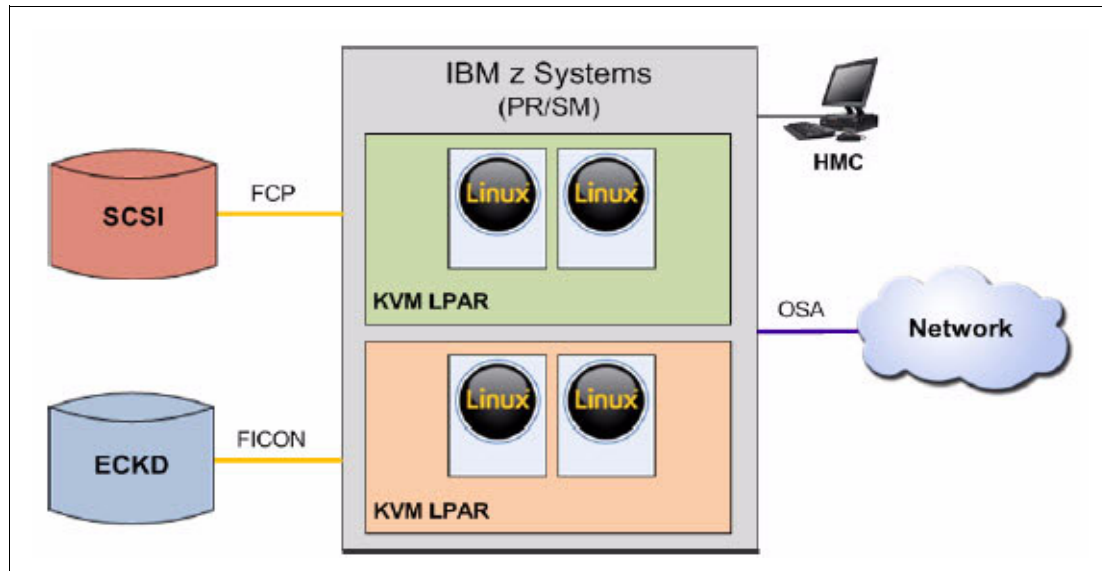 IBM z Systems
(PR/SM)
HMC
SCSI
FCP
Linux
Linux
KVM LPAR
OSA
Network
ECKD
FICON
Linux
Linux
KVM LPAR